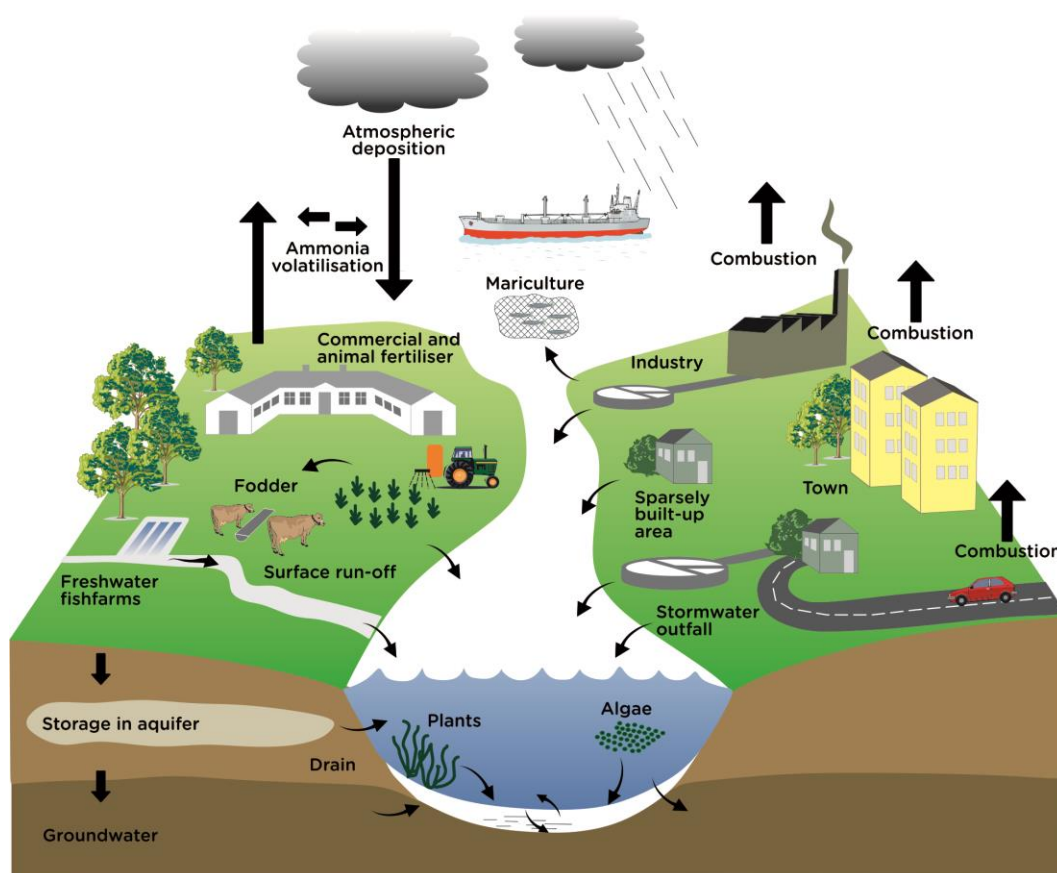 Atmospheric
deposition
Ammonia
volatilisation
Mariculture
Combustion
Combustion
Commercial and
animal fertiliser
Industry
Fodder
Sparsely
built-up
area
Town
Combustion
Surface run-off
Freshwater
fishfarms
Stormwater
outfall
Storage in aquifer
Plants
Algae
Drain
Groundwater